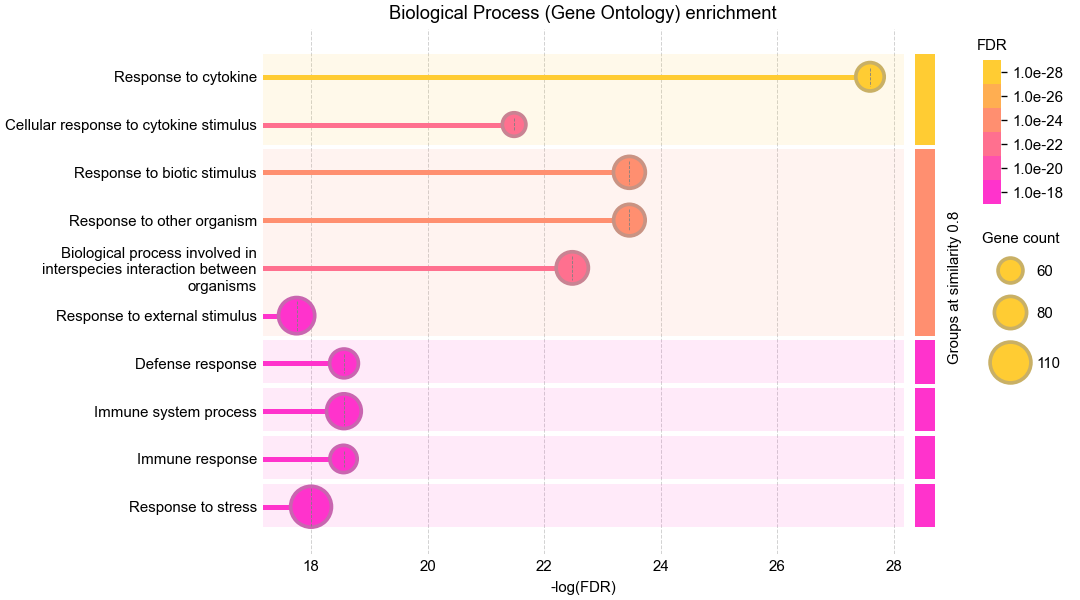 Biological Process (Gene Ontology) enrichment
Response to cytokine
Cellular response to cytokine stimulus
Response to biotic stimulus
Response to other organism
Biological process involved in
interspecies interaction between
organisms
Response to external stimulus
Defense response
Immune system process
Immune response
Response to stress
18
20
22
24
26
28
-log(FDR)
Groups at similarity 0.8
FDR
1.0e-28
1.0e-26
1.0e-24
1.0e-22
1.0e-20
1.0e-18
Gene count
60
80
110